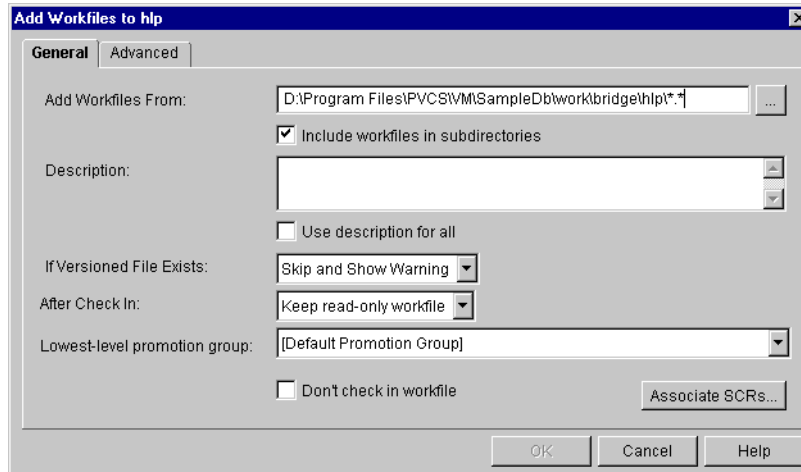 Add Workfiles to hlp
General Advanced
Add Workfiles From: D:\Program Files\PVCS\VM\SampleDb\work\bridge\hlp\*.* ...
Include workfiles in subdirectories
Description:
Use description for all
If Versioned File Exists: Skip and Show Warning
After Check In: Keep read-only workfile
Lowest-level promotion group: [Default Promotion Group]
Don't check in workfile Associate SCRs...
OK Cancel Help